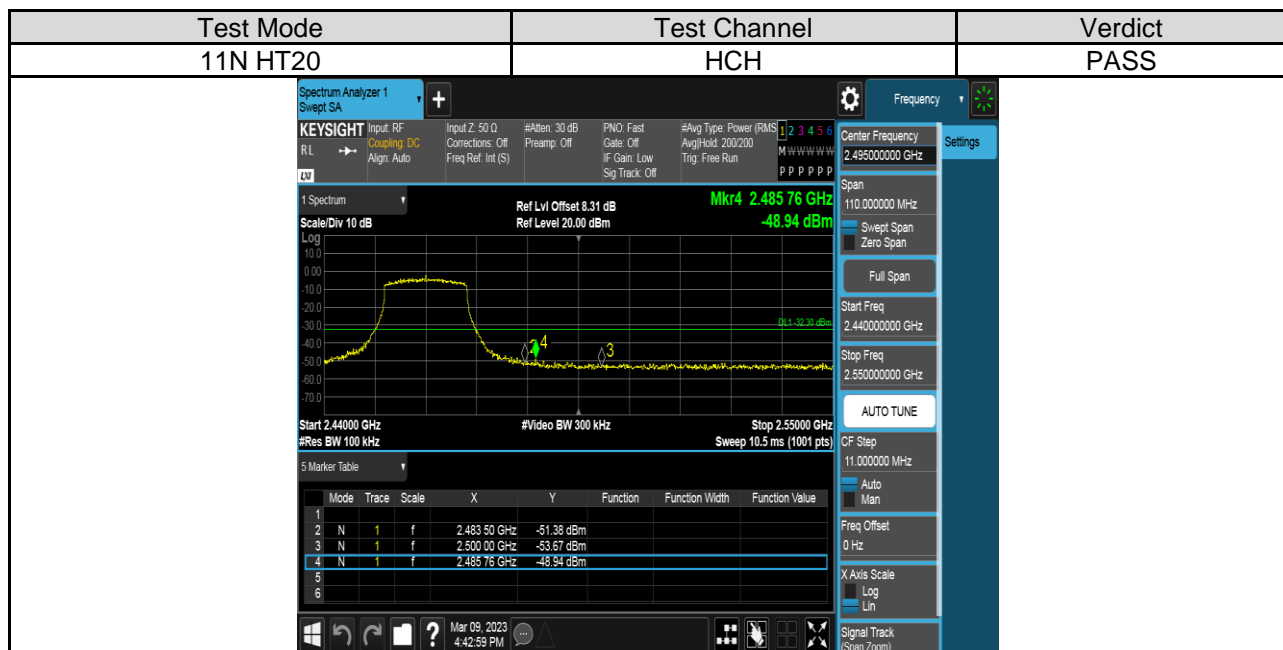 Test Mode Test Channel Verdict
11N HT20 HCH PASS
Spectrum Analyzer 1
Swept SA
+
Frequency
KEYSIGHT Input: RF Input Z: 50 Ω #Atten: 30 dB PNO: Fast #Avg Type: Power (RMS 1 2 3 4 5 6
RL Coupling: DC Corrections: Off Preamp: Off Gate: Off Avg|Hold: 200/200 M W W W W W
Align: Auto Freq Ref: Int (S) IF Gain: Low Trig: Free Run
LXI Sig Track: Off P P P P P P
Center Frequency
2.495000000 GHz
Settings
1 Spectrum
Ref Lvl Offset 8.31 dB
Mkr4 2.485 76 GHz
Scale/Div 10 dB Ref Level 20.00 dBm -48.94 dBm
Log
10.0
0.00
-10.0
-20.0
-30.0
DL1 -32.30 dBm
-40.0
4
3
-50.0
-60.0
-70.0
Start 2.44000 GHz #Video BW 300 kHz Stop 2.55000 GHz
#Res BW 100 kHz Sweep 10.5 ms (1001 pts)
Span
110.000000 MHz
Swept Span
Zero Span
Full Span
Start Freq
2.440000000 GHz
Stop Freq
2.550000000 GHz
AUTO TUNE
CF Step
11.000000 MHz
Auto
Man
Freq Offset
0 Hz
X Axis Scale
Log
Lin
Signal Track
(Span Zoom)
5 Marker Table
Mode Trace Scale X Y Function Function Width Function Value
1
2 N 1 f 2.483 50 GHz -51.38 dBm
3 N 1 f 2.500 00 GHz -53.67 dBm
4 N 1 f 2.485 76 GHz -48.94 dBm
5
6
? Mar 09, 2023
4:42:59 PM